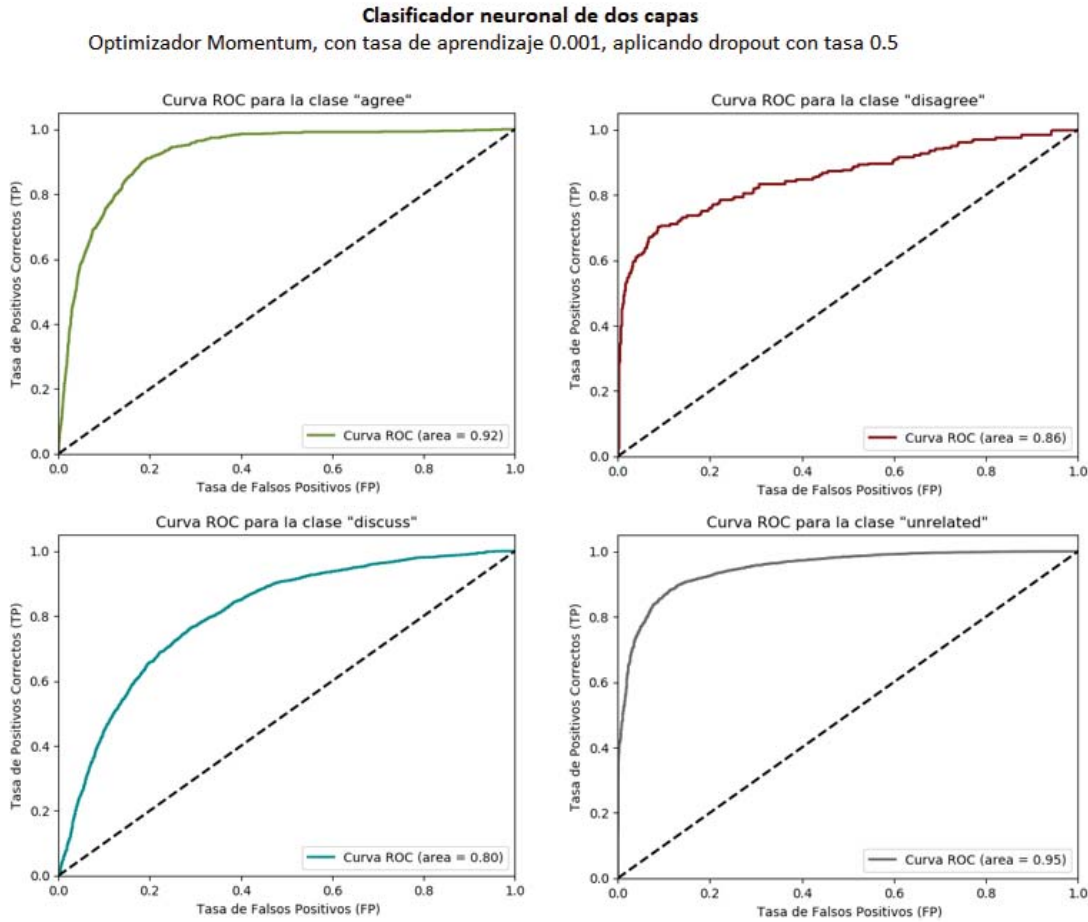 Clasificador neuronal de dos capas
Optimizador Momentum, con tasa de aprendizaje 0.001, aplicando dropout con tasa 0.5
Curva ROC para la clase "agree"
Tasa de Positivos Correctos (TP)
1.0
0.8
0.6
0.4
0.2
0.0
Curva ROC (area = 0.92)
0.0 0.2 0.4 0.6 0.8 1.0
Tasa de Falsos Positivos (FP)
Curva ROC para la clase "disagree"
Tasa de Positivos Correctos (TP)
1.0
0.8
0.6
0.4
0.2
0.0
Curva ROC (area = 0.86)
0.0 0.2 0.4 0.6 0.8 1.0
Tasa de Falsos Positivos (FP)
Curva ROC para la clase "discuss"
Tasa de Positivos Correctos (TP)
1.0
0.8
0.6
0.4
0.2
0.0
Curva ROC (area = 0.80)
0.0 0.2 0.4 0.6 0.8 1.0
Tasa de Falsos Positivos (FP)
Curva ROC para la clase "unrelated"
Tasa de Positivos Correctos (TP)
1.0
0.8
0.6
0.4
0.2
0.0
Curva ROC (area = 0.95)
0.0 0.2 0.4 0.6 0.8 1.0
Tasa de Falsos Positivos (FP)